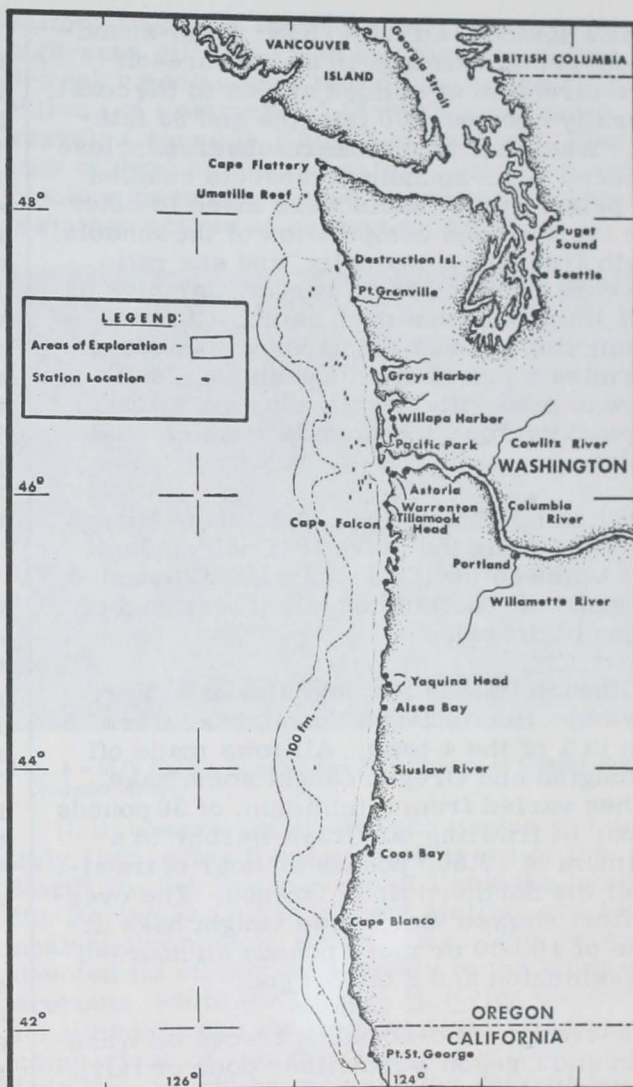 VANCOUVER
ISLAND
Georgia Strait
BRITISH COLUMBIA
Cape Flattery
Umatilla Reef
48°
Puget
Sound
Destruction Isl.
Seattle
Pt. Grenville
LEGEND:
Areas of Exploration -
Station Location -
Grays Harbor
Willapa Harbor
Pacific Park
Cowlitz River
WASHINGTON
46°
Astoria
Warrenton
Cape Falcon
Tillamook
Head
Columbia
River
Portland
Willamette River
Yaquina Head
Alsea Bay
100 fm.
44°
Siuslaw River
Coos Bay
Cape Blanco
42°
OREGON
CALIFORNIA
Pt. St. George
126°
124°